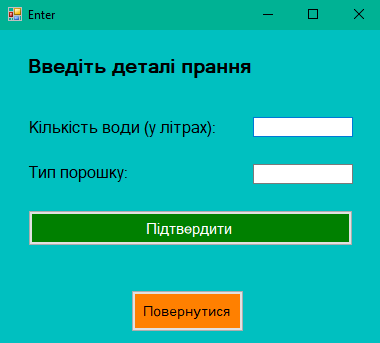 Enter
Введіть деталі прання
Кількість води (у літрах):
Тип порошку:
Підтвердити
Повернутися